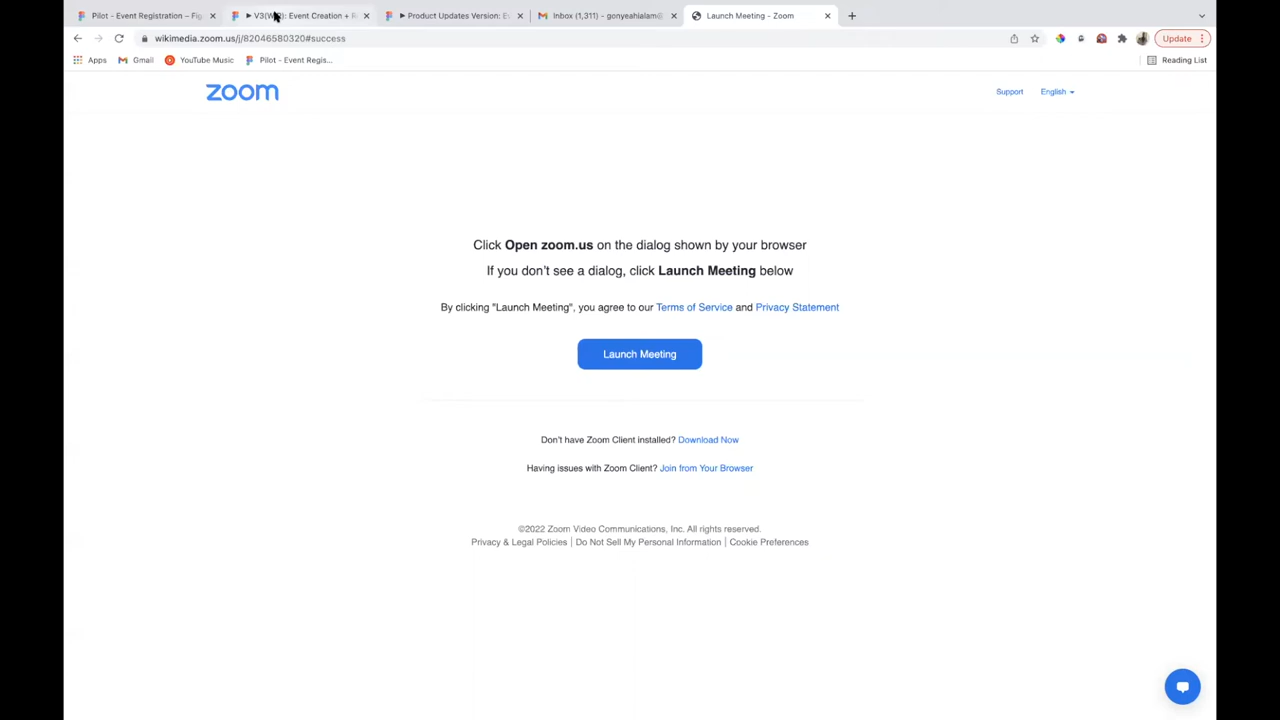 Pilot - Event Registration – Fig
Event Creation + R
Product Updates Version: E
Inbox (1,311) - gonyeahialam@
Launch Meeting - Zoom
wikimedia.zoom.us/j/82046580320#success
Update
Apps
Gmail
YouTube Music
Pilot - Event Regis...
Reading List
zoom
Support
English
Click Open zoom.us on the dialog shown by your browser
If you don't see a dialog, click Launch Meeting below
By clicking "Launch Meeting", you agree to our Terms of Service and Privacy Statement
Launch Meeting
Don't have Zoom Client installed? Download Now
Having issues with Zoom Client? Join from Your Browser
©2022 Zoom Video Communications, Inc. All rights reserved.
Privacy & Legal Policies | Do Not Sell My Personal Information | Cookie Preferences